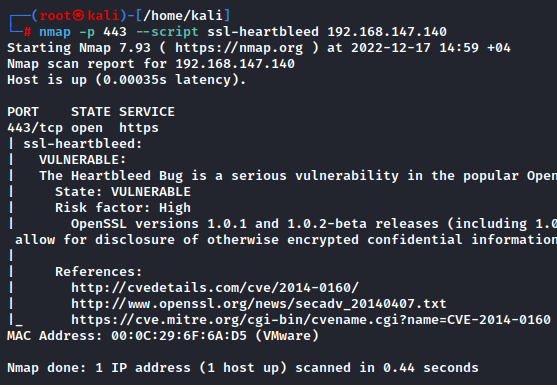 ┌──(root㉿kali)-[/home/kali]
└─# nmap -p 443 --script ssl-heartbleed 192.168.147.140
Starting Nmap 7.93 ( https://nmap.org ) at 2022-12-17 14:59 +04
Nmap scan report for 192.168.147.140
Host is up (0.00035s latency).

PORT    STATE SERVICE
443/tcp open  https
| ssl-heartbleed:
|   VULNERABLE:
|   The Heartbleed Bug is a serious vulnerability in the popular Open
|     State: VULNERABLE
|     Risk factor: High
|       OpenSSL versions 1.0.1 and 1.0.2-beta releases (including 1.0
 allow for disclosure of otherwise encrypted confidential information
|
|     References:
|       http://cvedetails.com/cve/2014-0160/
|       http://www.openssl.org/news/secadv_20140407.txt
|_      https://cve.mitre.org/cgi-bin/cvename.cgi?name=CVE-2014-0160
MAC Address: 00:0C:29:6F:6A:D5 (VMware)

Nmap done: 1 IP address (1 host up) scanned in 0.44 seconds